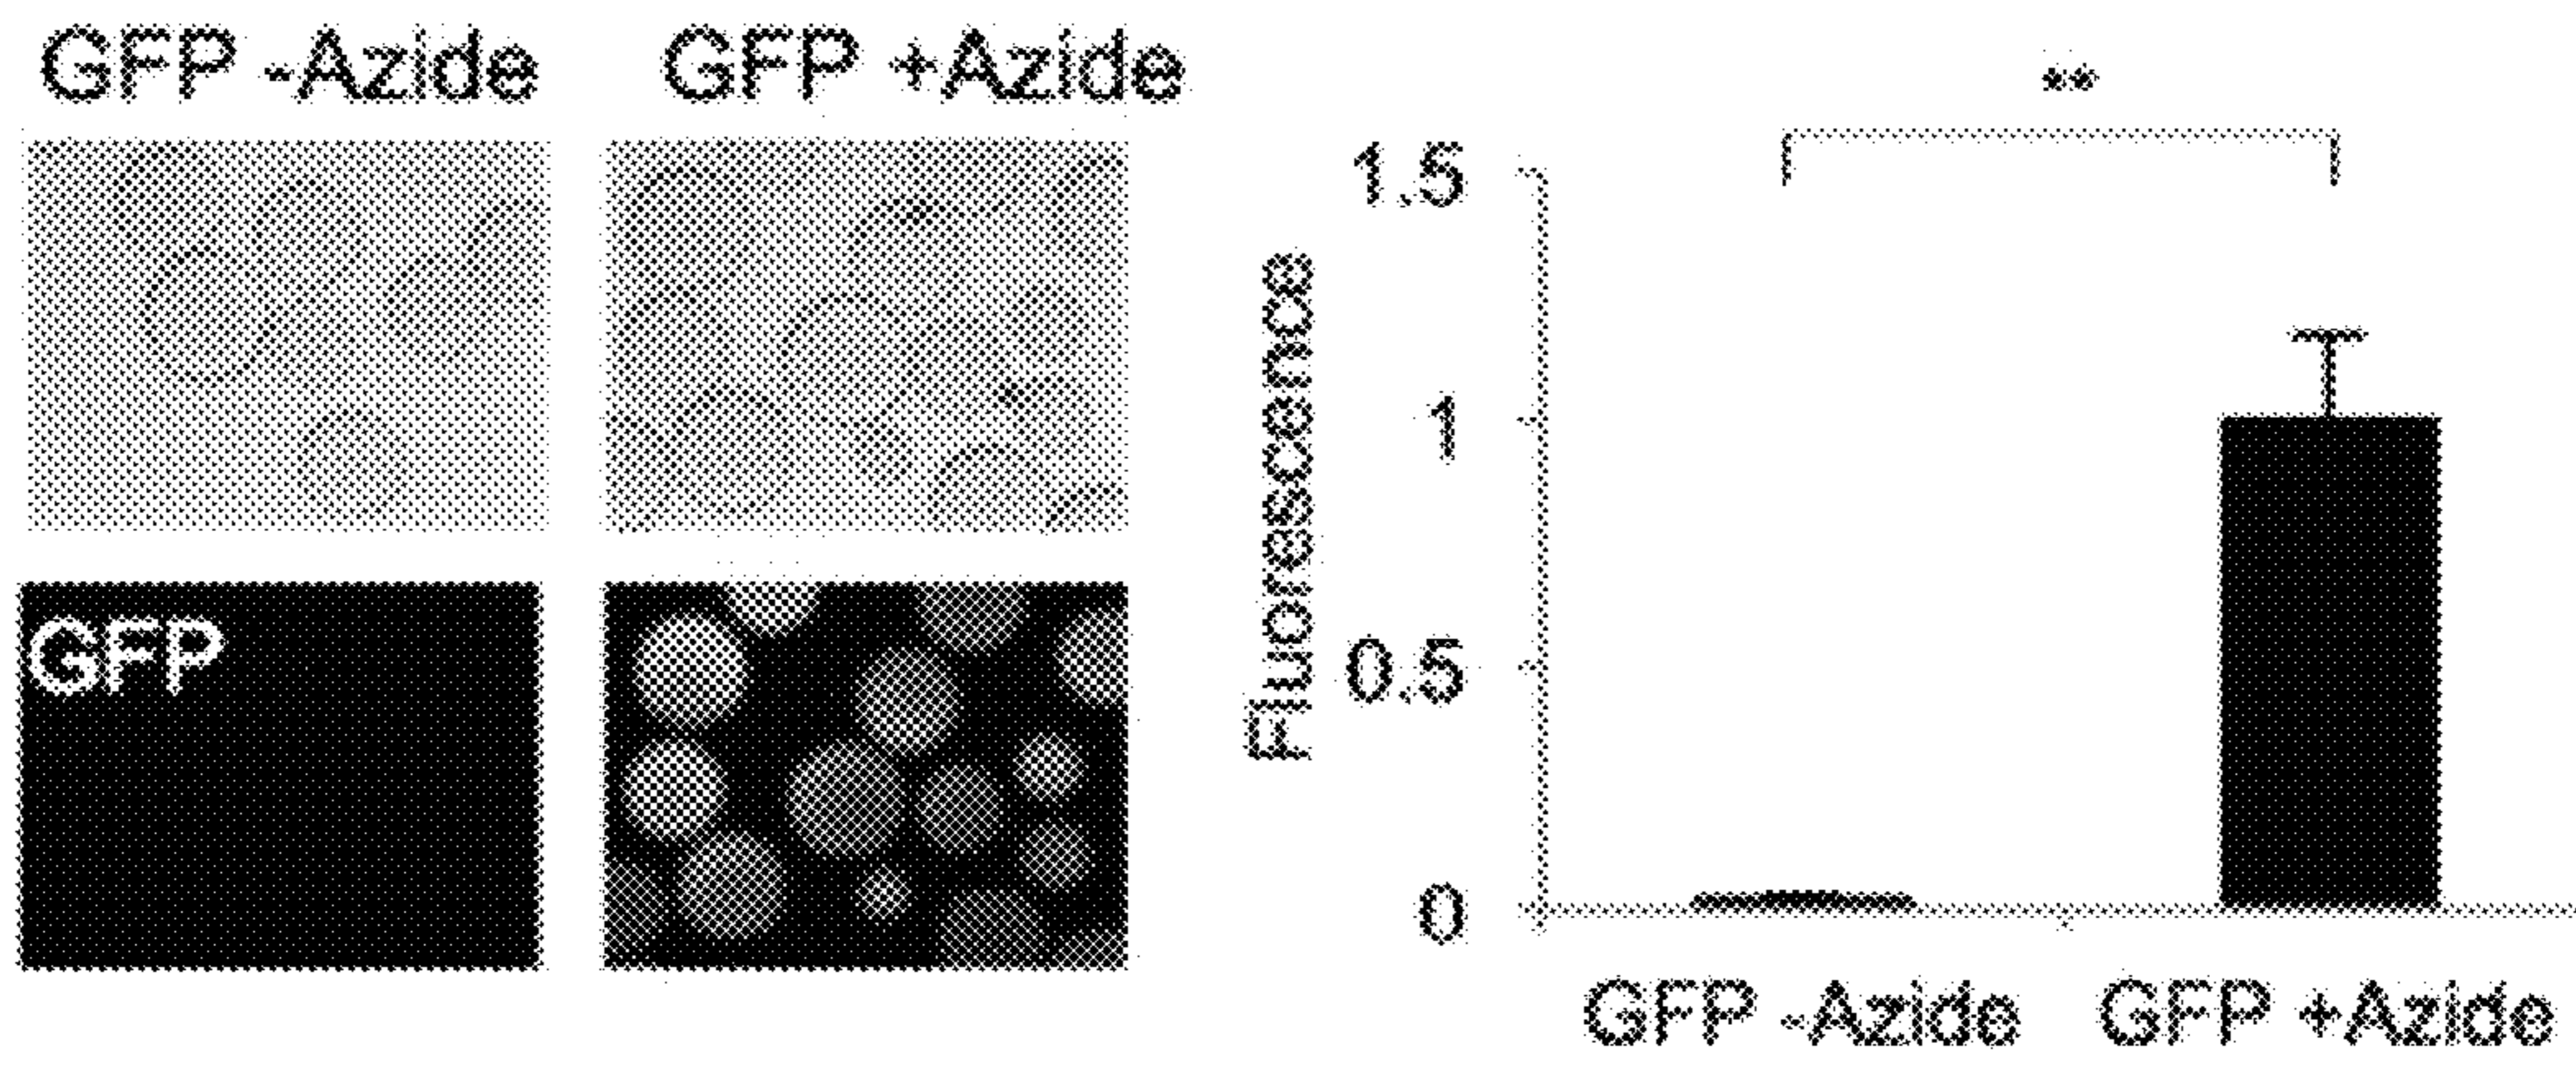 GFP -Azide
GFP +Azide
GFP
**
Fluorescence
1.5
1
0.5
0
GFP -Azide
GFP +Azide